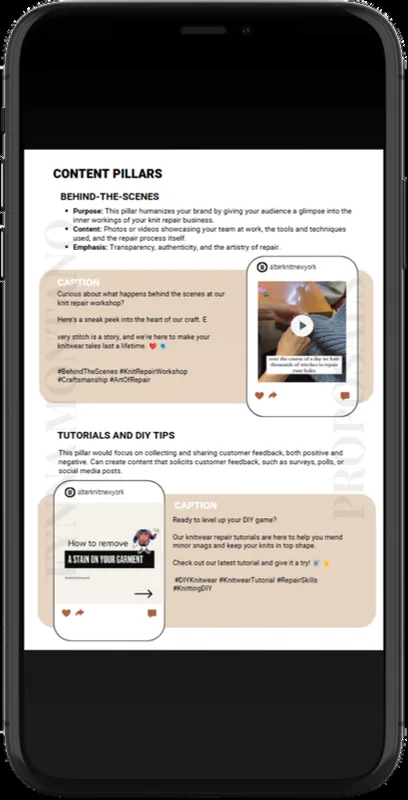 CONTENT PILLARS
BEHIND-THE-SCENES
• Purpose: This pillar humanizes your brand by giving your audience a glimpse into the
inner workings of your knit repair business.
• Content: Photos or videos showcasing your team at work, the tools and techniques
used, and the repair process itself.
• Emphasis: Transparency, authenticity, and the artistry of repair.
CAPTION
Curious about what happens behind the scenes at our
knit repair workshop?
Here's a sneak peek into the heart of our craft. E
very stitch is a story, and we're here to make your
knitwear tales last a lifetime. ❤️
#BehindTheScenes #KnitRepairWorkshop
#Craftsmanship #ArtOfRepair
alterknitnewyork
over the course of a day we knit
thousands of stitches to repair
your holes
TUTORIALS AND DIY TIPS
This pillar would focus on collecting and sharing customer feedback, both positive and
negative. Can create content that solicits customer feedback, such as surveys, polls, or
social media posts.
alterknitnewyork
How to remove
A STAIN ON YOUR GARMENT
CAPTION
Ready to level up your DIY game?
Our knitwear repair tutorials are here to help you mend
minor snags and keep your knits in top shape.
Check out our latest tutorial and give it a try!
#DIYKnitwear #KnitwearTutorial #RepairSkills
#KnittingDIY